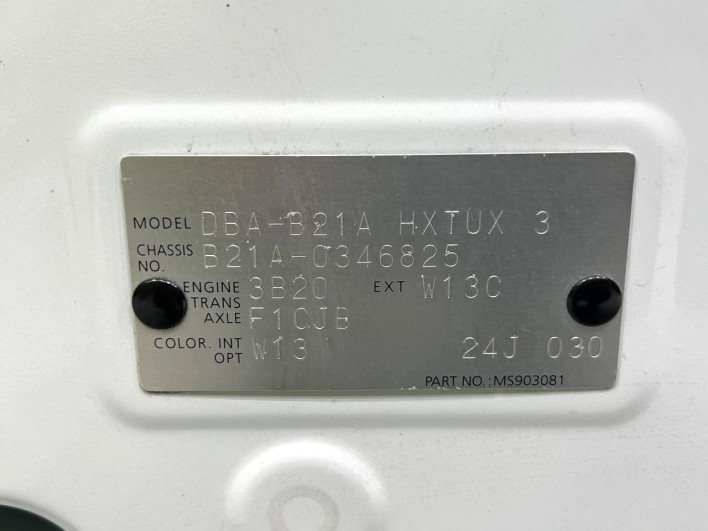 MODEL DBA-B21A HXTUX 3
CHASSIS NO. B21A-0346825
ENGINE 3B20 EXT W13C
TRANS AXLE F1CJB
COLOR. INT OPT W13 24J 030
PART NO.:MS903081